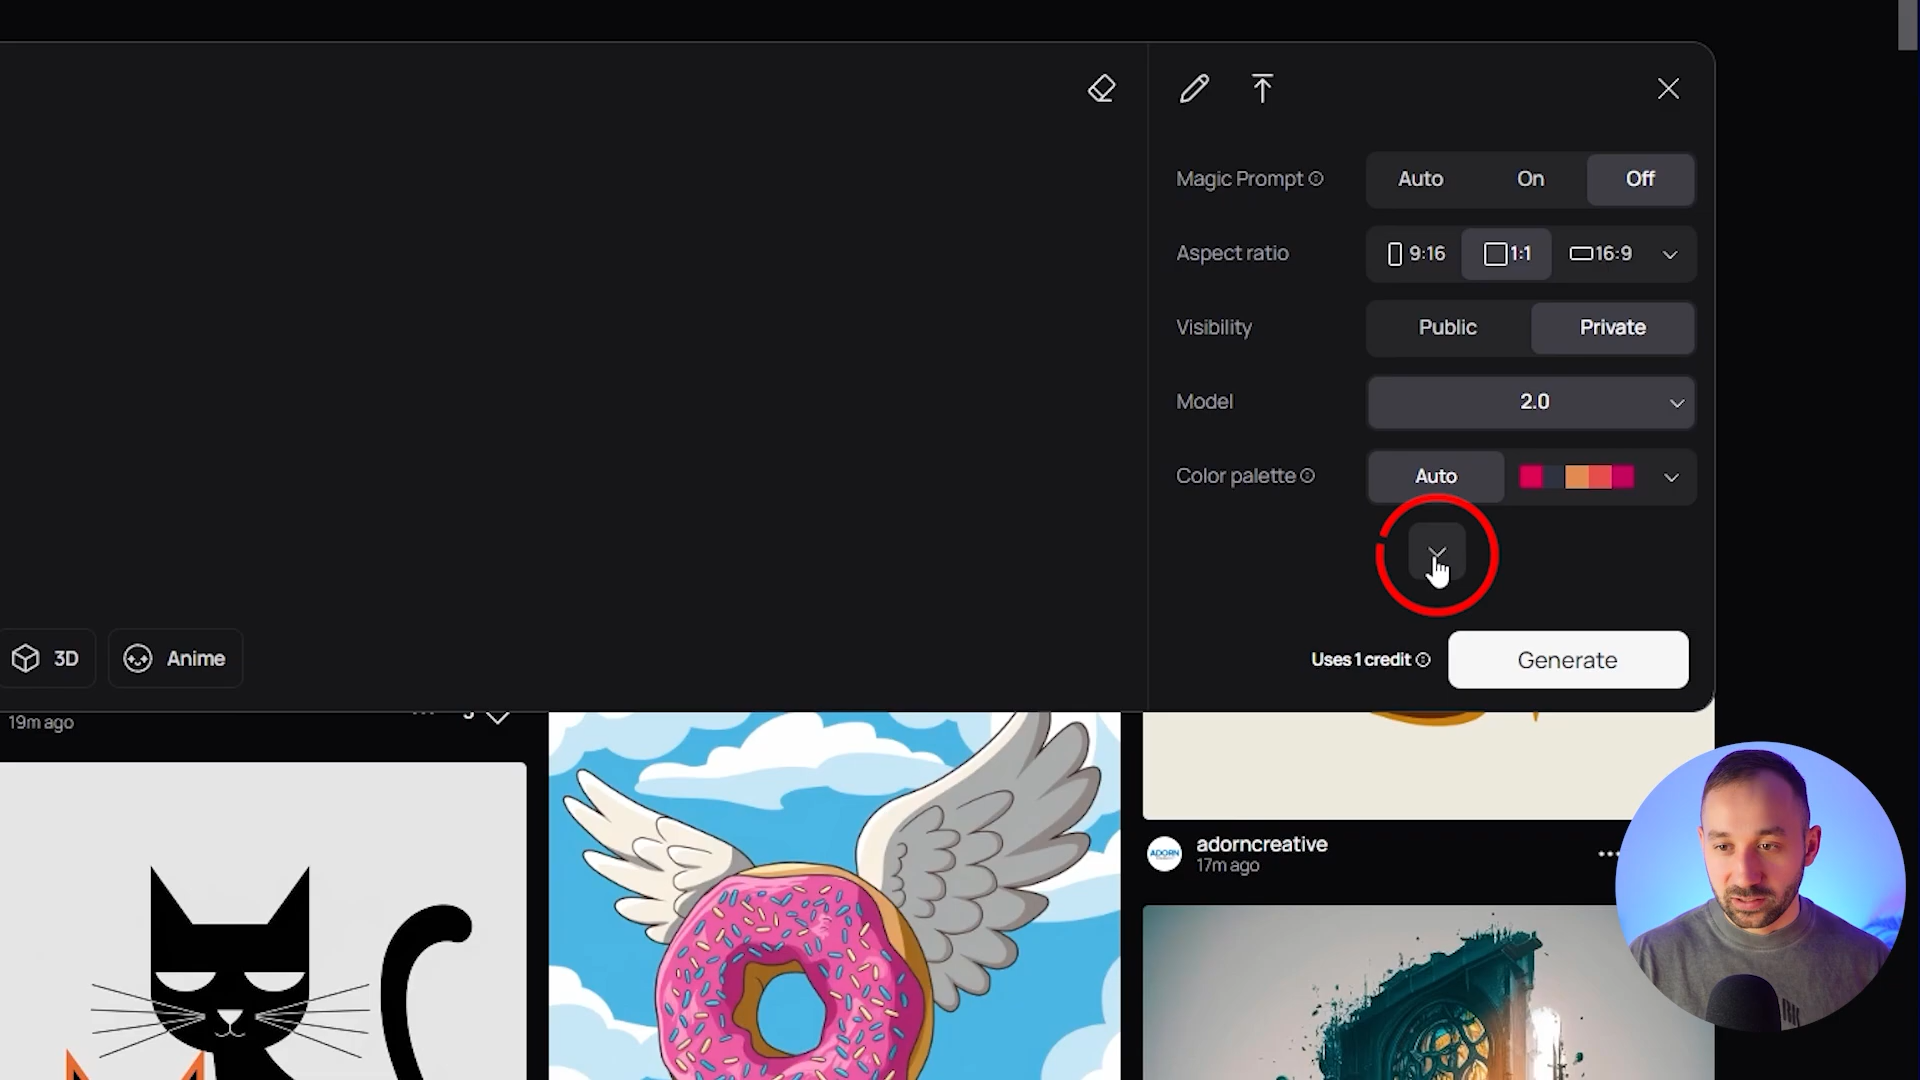 Magic Prompt Auto On Off
Aspect ratio 9:16 1:1 16:9
Visibility Public Private
Model 2.0
Color palette Auto
3D Anime
Uses 1 credit Generate
19m ago
ADORN
adorncreative
17m ago